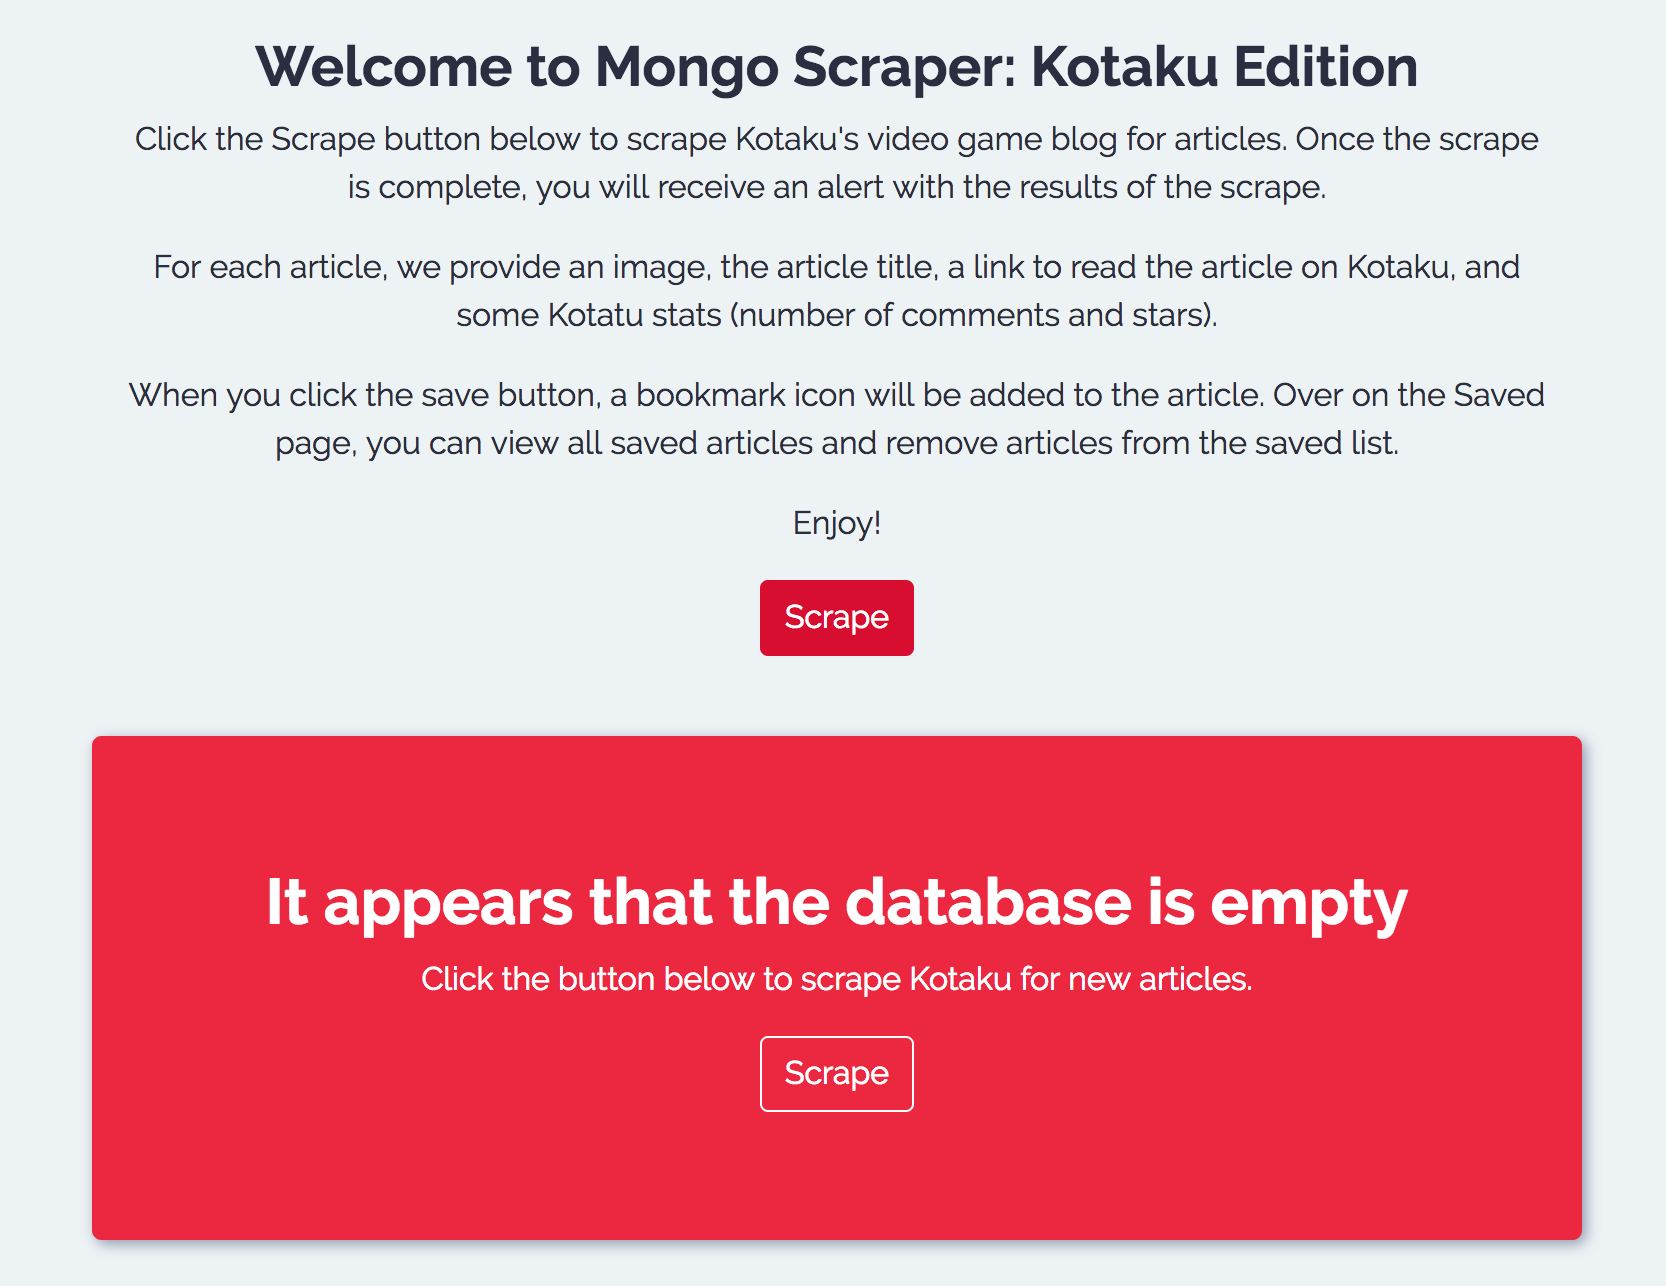 Welcome to Mongo Scraper: Kotaku Edition
Click the Scrape button below to scrape Kotaku's video game blog for articles. Once the scrape
is complete, you will receive an alert with the results of the scrape.
For each article, we provide an image, the article title, a link to read the article on Kotaku, and
some Kotatu stats (number of comments and stars).
When you click the save button, a bookmark icon will be added to the article. Over on the Saved
page, you can view all saved articles and remove articles from the saved list.
Enjoy!
Scrape
It appears that the database is empty
Click the button below to scrape Kotaku for new articles.
Scrape